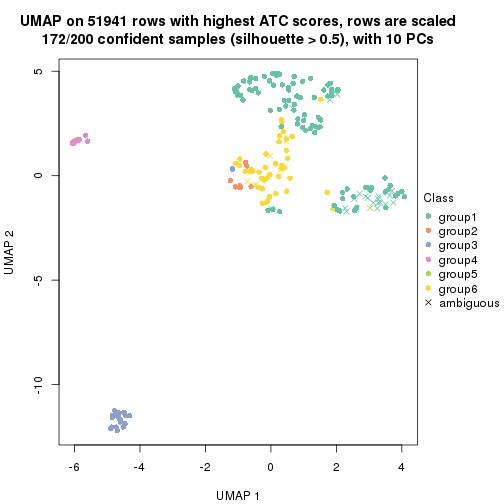 UMAP on 51941 rows with highest ATC scores, rows are scaled
172/200 confident samples (silhouette > 0.5), with 10 PCs
5
0
-5
-10
UMAP 2
-6
-4
-2
0
2
4
UMAP 1
Class
group1
group2
group3
group4
group5
group6
ambiguous